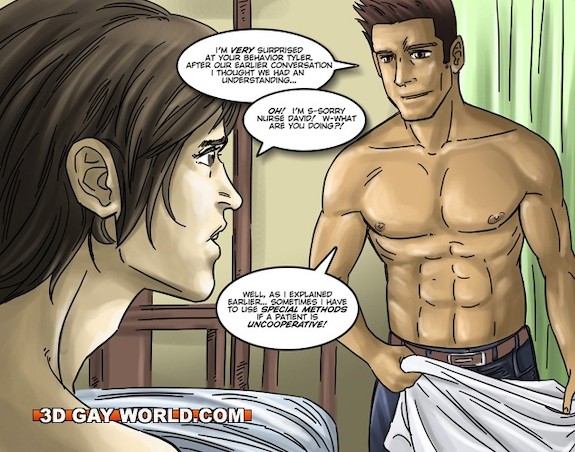 I'M VERY SURPRISED
AT YOUR BEHAVIOR TYLER.
AFTER OUR EARLIER CONVERSATION
I THOUGHT WE HAD AN
UNDERSTANDING...
OH! I'M S-SORRY
NURSE DAVID! W-WHAT
ARE YOU DOING?!
WELL, AS I EXPLAINED
EARLIER... SOMETIMES I HAVE
TO USE SPECIAL METHODS
IF A PATIENT IS
UNCOOPERATIVE!
3D GAY WORLD.COM